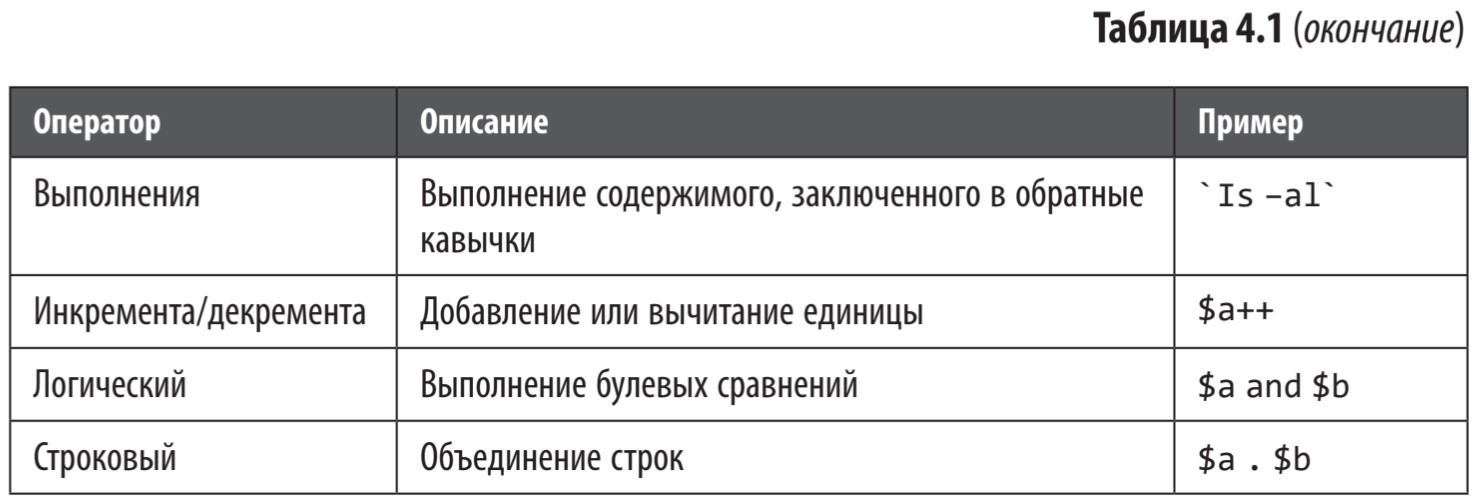 Таблица 4.1 (окончание)
Оператор Описание Пример
Выполнения Выполнение содержимого, заключенного в обратные `Is –al`
кавычки
Инкремента/декремента Добавление или вычитание единицы $a++
Логический Выполнение булевых сравнений $a and $b
Строковый Объединение строк $a . $b